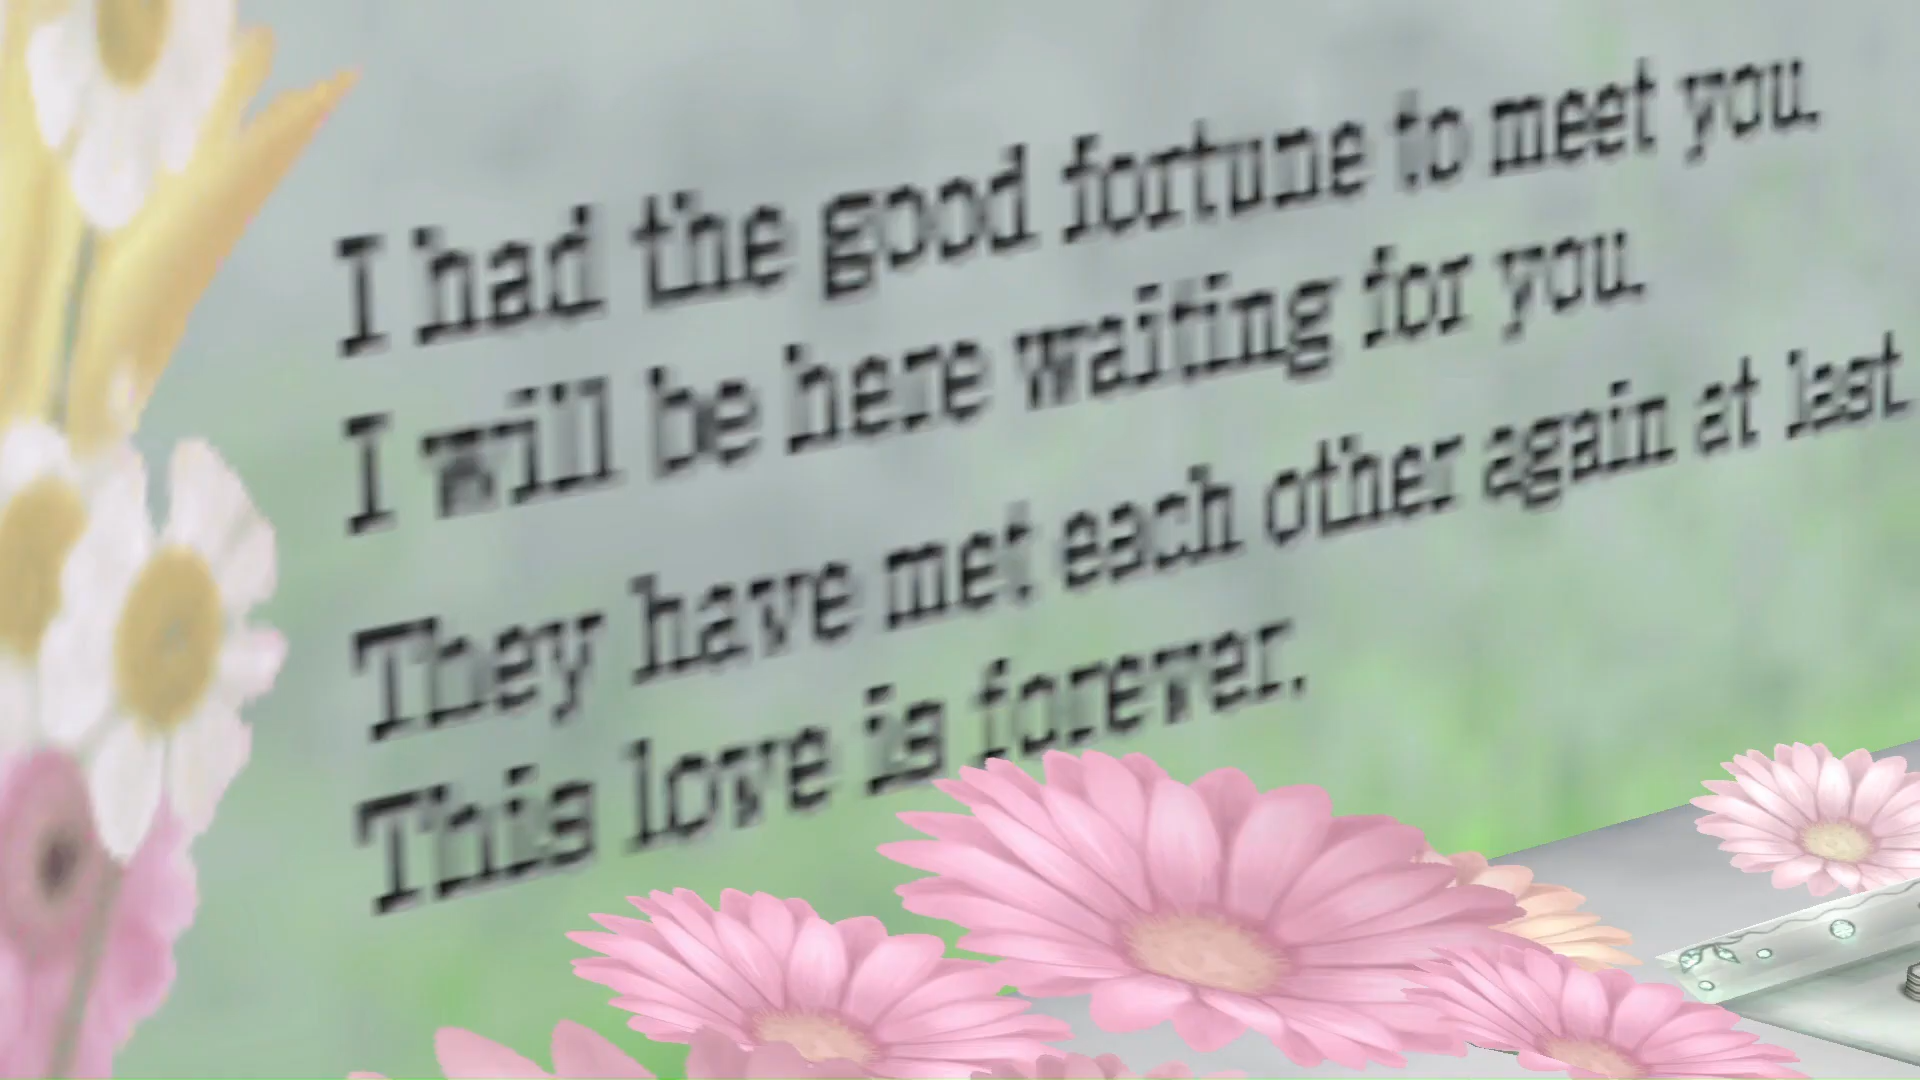 I had the good fortune to meet you.
I will be here waiting for you.
They have met each other again at last
This love is forever.